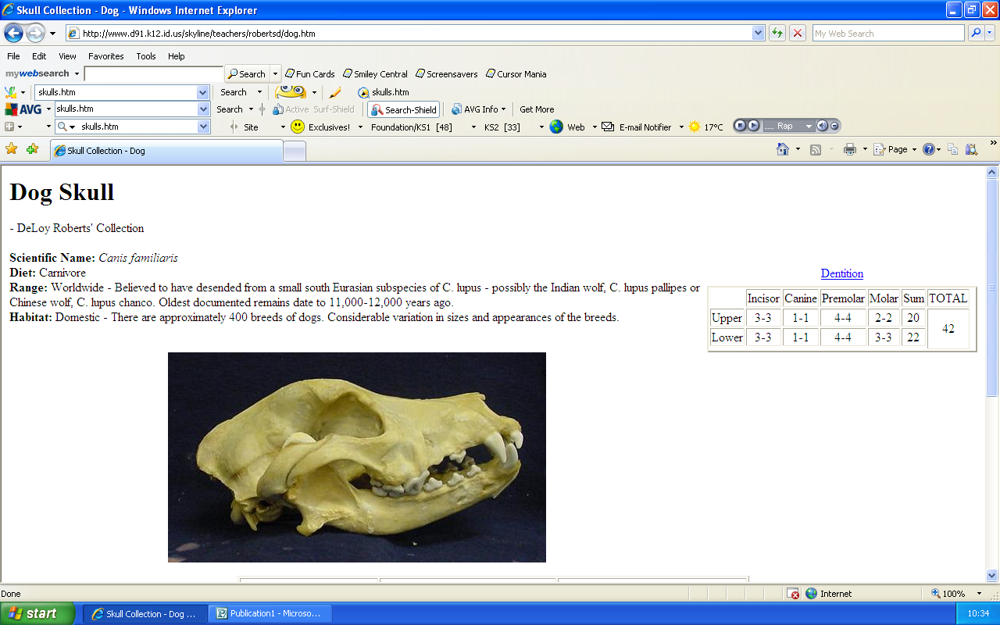 Skull Collection - Dog - Windows Internet Explorer
http://www.d91.k12.id.us/skyline/teachers/robertsd/dog.htm
My Web Search
File Edit View Favorites Tools Help
mywebsearch Search Fun Cards Smiley Central Screensavers Cursor Mania
skulls.htm Search skulls.htm
AVG skulls.htm Search Active Surf-Shield Search-Shield AVG Info Get More
skulls.htm Site Exclusives! Foundation/KS1 [48] KS2 [33] Web E-mail Notifier 17°C ..... Rap
Skull Collection - Dog Page
Dog Skull
- DeLoy Roberts' Collection
Scientific Name: Canis familiaris
Diet: Carnivore
Range: Worldwide - Believed to have desended from a small south Eurasian subspecies of C. lupus - possibly the Indian wolf, C. lupus pallipes or
Chinese wolf, C. lupus chanco. Oldest documented remains date to 11,000-12,000 years ago.
Habitat: Domestic - There are approximately 400 breeds of dogs. Considerable variation in sizes and appearances of the breeds.
Dentition
Incisor Canine Premolar Molar Sum TOTAL
Upper 3-3 1-1 4-4 2-2 20 42
Lower 3-3 1-1 4-4 3-3 22
Done Internet 100%
start Skull Collection - Dog ... Publication1 - Microso... 10:34